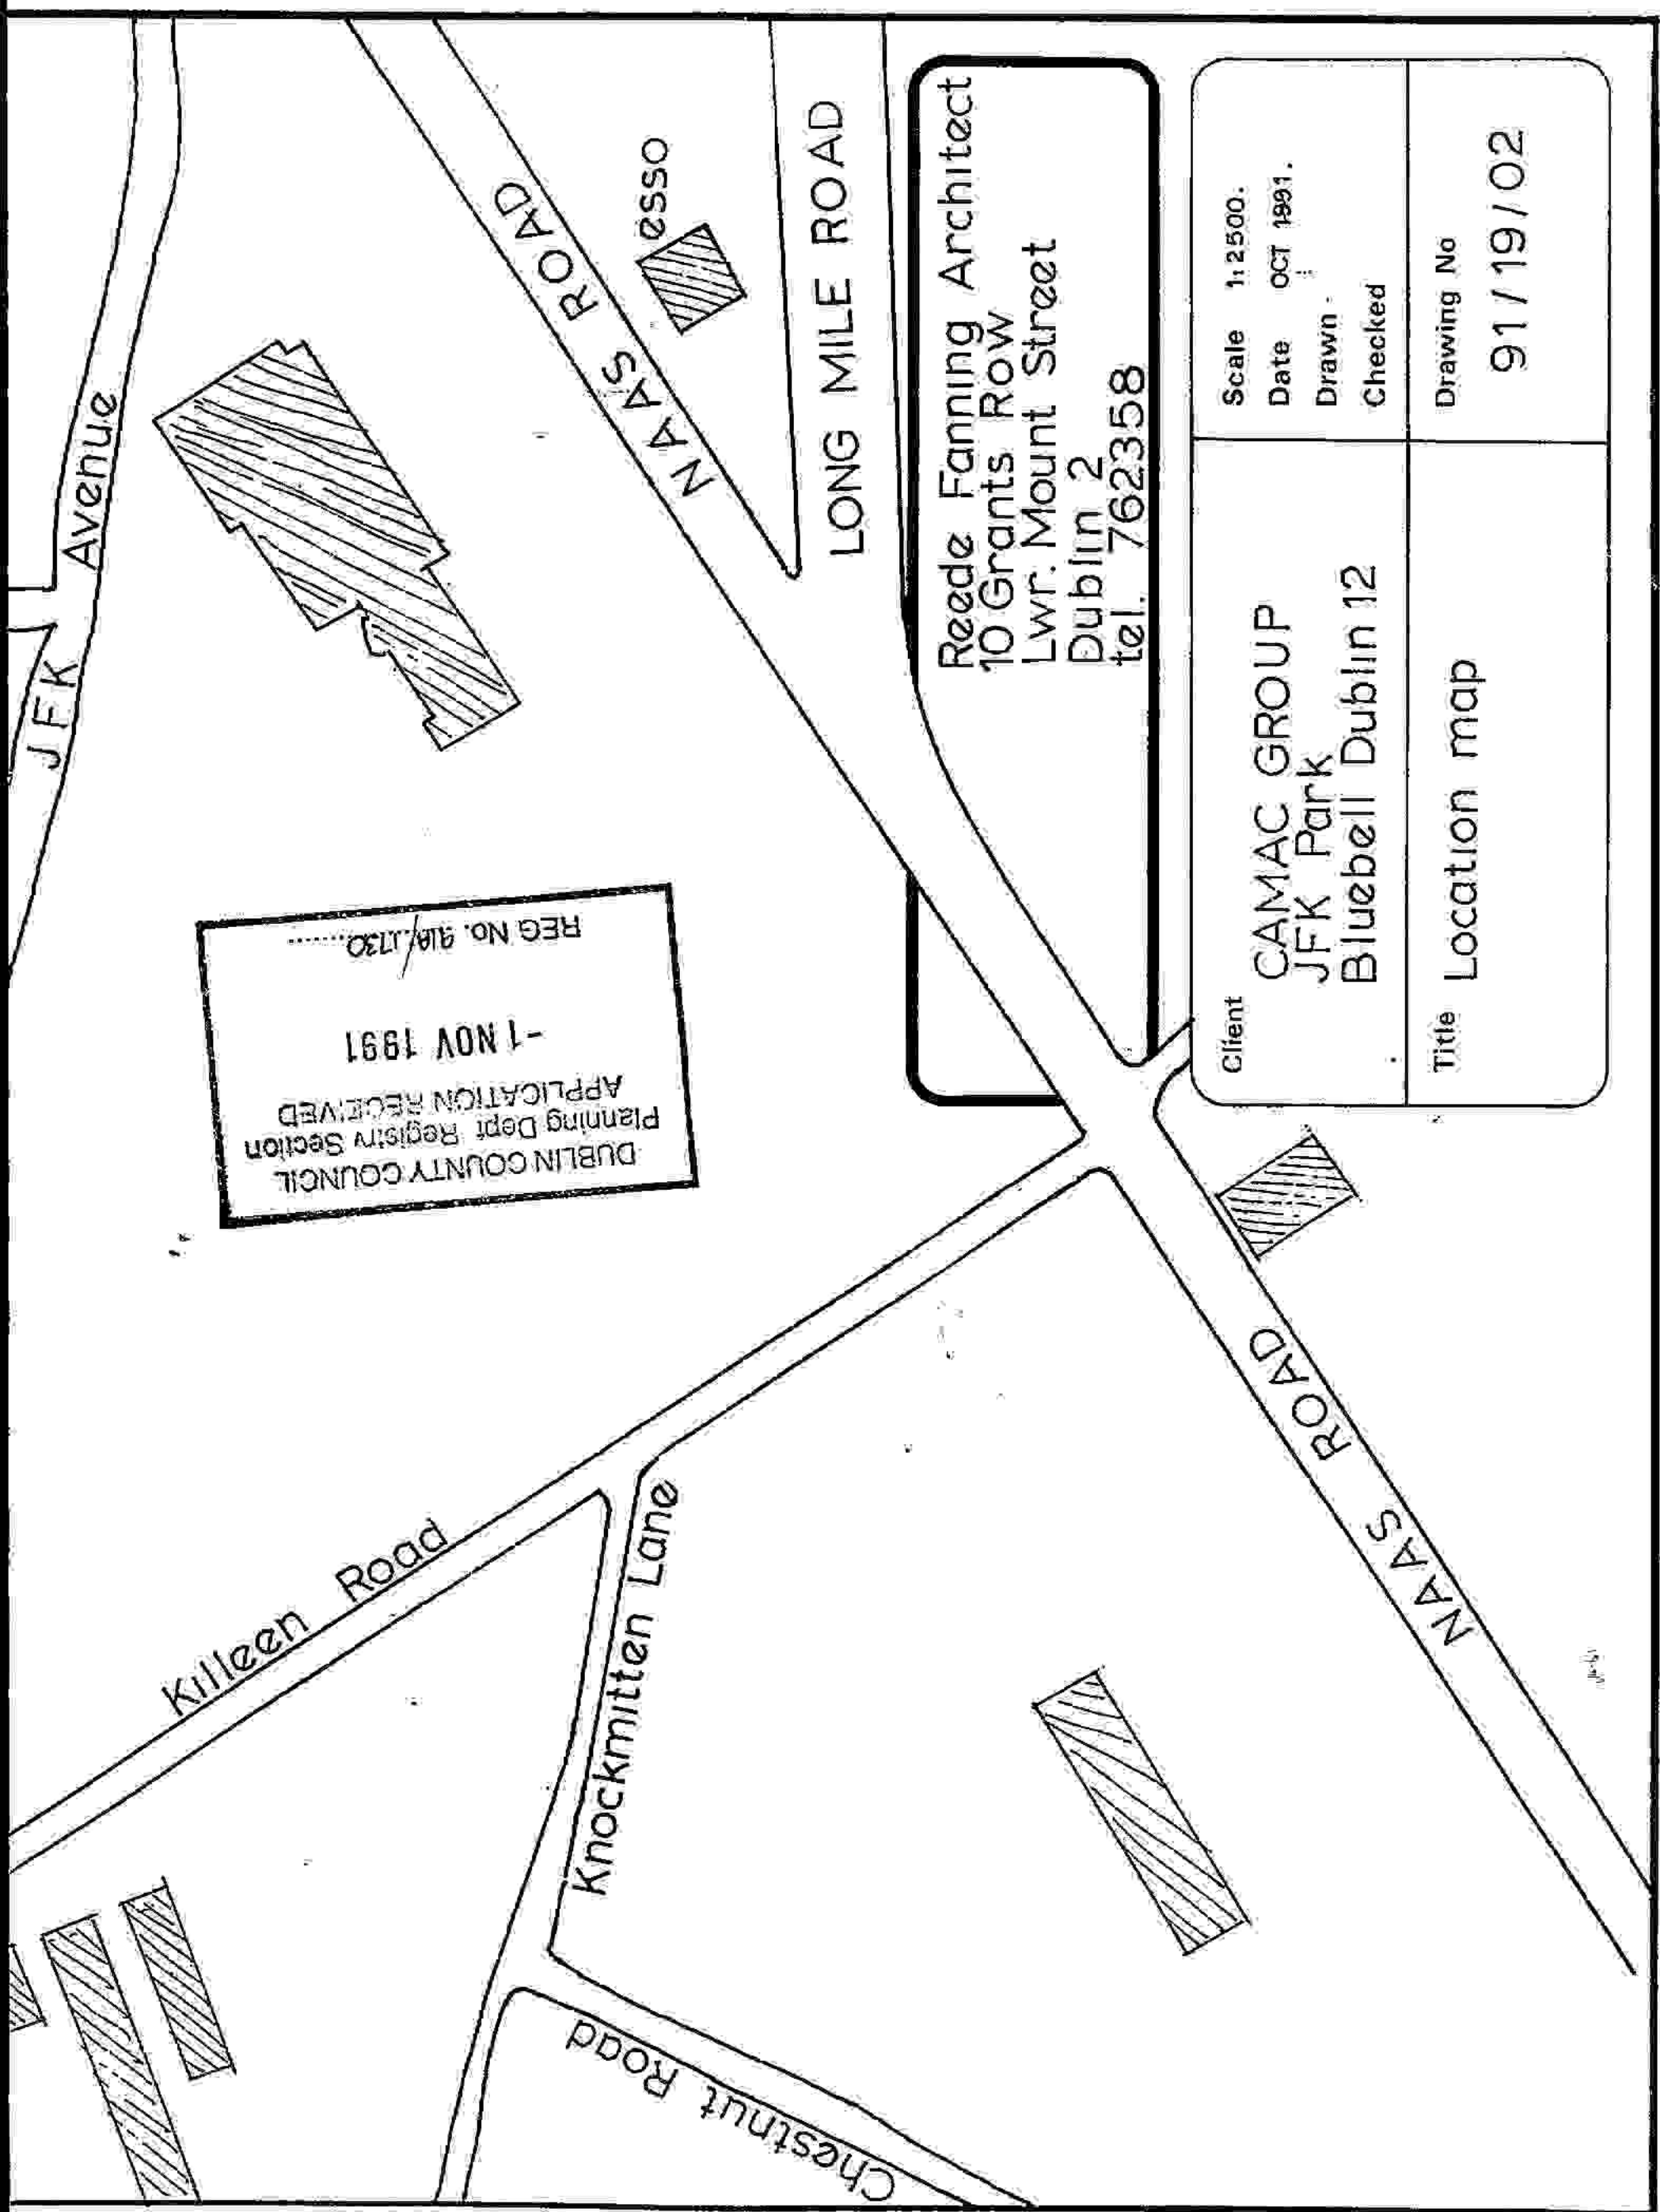 JFK Avenue
NAAS ROAD
esso
LONG MILE ROAD
Killeen Road
Knockmitten Lane
Chestnut Road
NAAS ROAD
DUBLIN COUNTY COUNCIL
Planning Dept Registry Section
APPLICATION RECEIVED
-1 NOV 1991
REG No. 91A/1730
Reede Fanning Architect
10 Grants Row
Lwr. Mount Street
Dublin 2
tel. 762358
Client CAMAC GROUP
JFK Park
Bluebell Dublin 12
Scale 1:2500.
Date OCT 1991.
Drawn
Checked
Title Location map
Drawing No
91/19/02